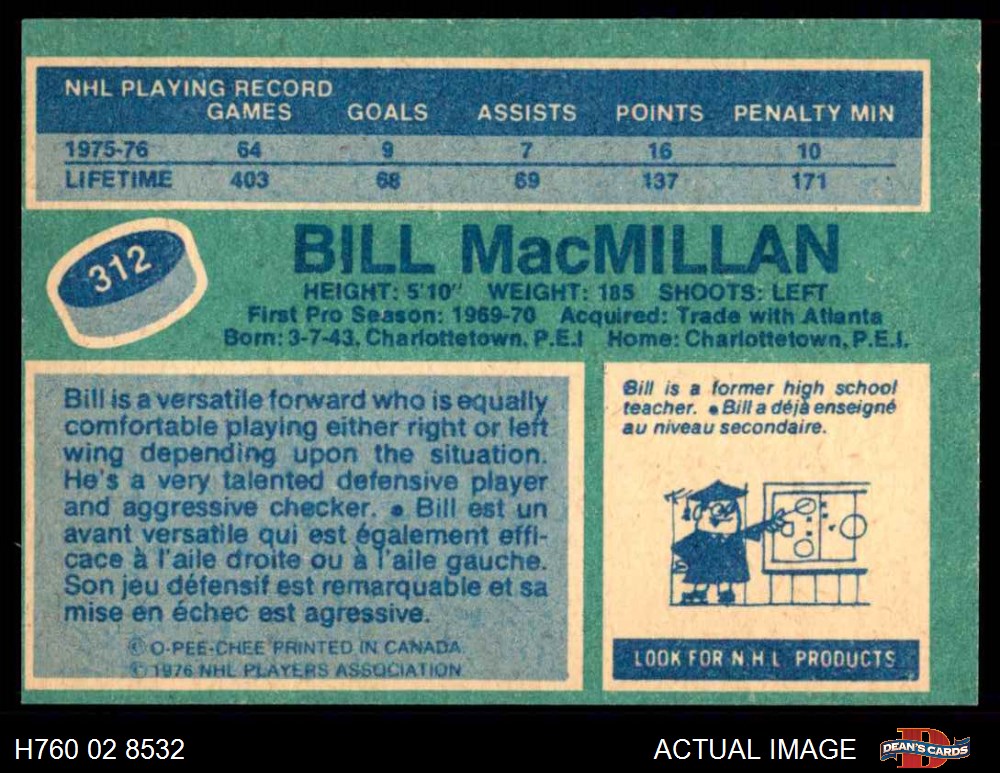 NHL PLAYING RECORD
GAMES GOALS ASSISTS POINTS PENALTY MIN
1975-76 64 9 7 16 10
LIFETIME 403 68 69 137 171
312
BILL MacMILLAN
HEIGHT: 5'10" WEIGHT: 185 SHOOTS: LEFT
First Pro Season: 1969-70 Acquired: Trade with Atlanta
Born: 3-7-43, Charlottetown, P.E.I Home: Charlottetown, P.E.I.
Bill is a versatile forward who is equally
comfortable playing either right or left
wing depending upon the situation.
He's a very talented defensive player
and aggressive checker. • Bill est un
avant versatile qui est également effi-
cace à l'aile droite ou à l'aile gauche.
Son jeu défensif est remarquable et sa
mise en échec est agressive.
© O-PEE-CHEE PRINTED IN CANADA
© 1976 NHL PLAYERS ASSOCIATION
Bill is a former high school
teacher. • Bill a déjà enseigné
au niveau secondaire.
LOOK FOR N.H.L PRODUCTS
H760 02 8532
ACTUAL IMAGE
D
DEAN'S CARDS